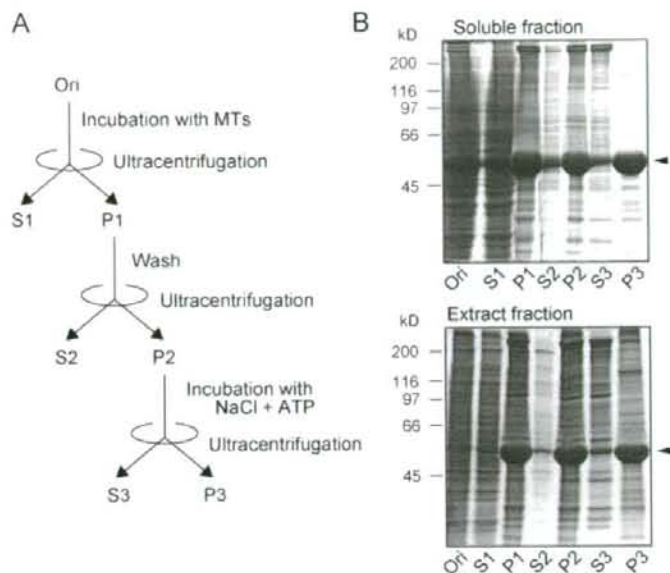 A
Ori
Incubation with MTs
Ultracentrifugation
S1 P1
Wash
Ultracentrifugation
S2 P2
Incubation with
NaCl + ATP
Ultracentrifugation
S3 P3
B
Soluble fraction
kD
200
116
97
66
45
Ori S1 P1 S2 P2 S3 P3
Extract fraction
kD
200
116
97
66
45
Ori S1 P1 S2 P2 S3 P3